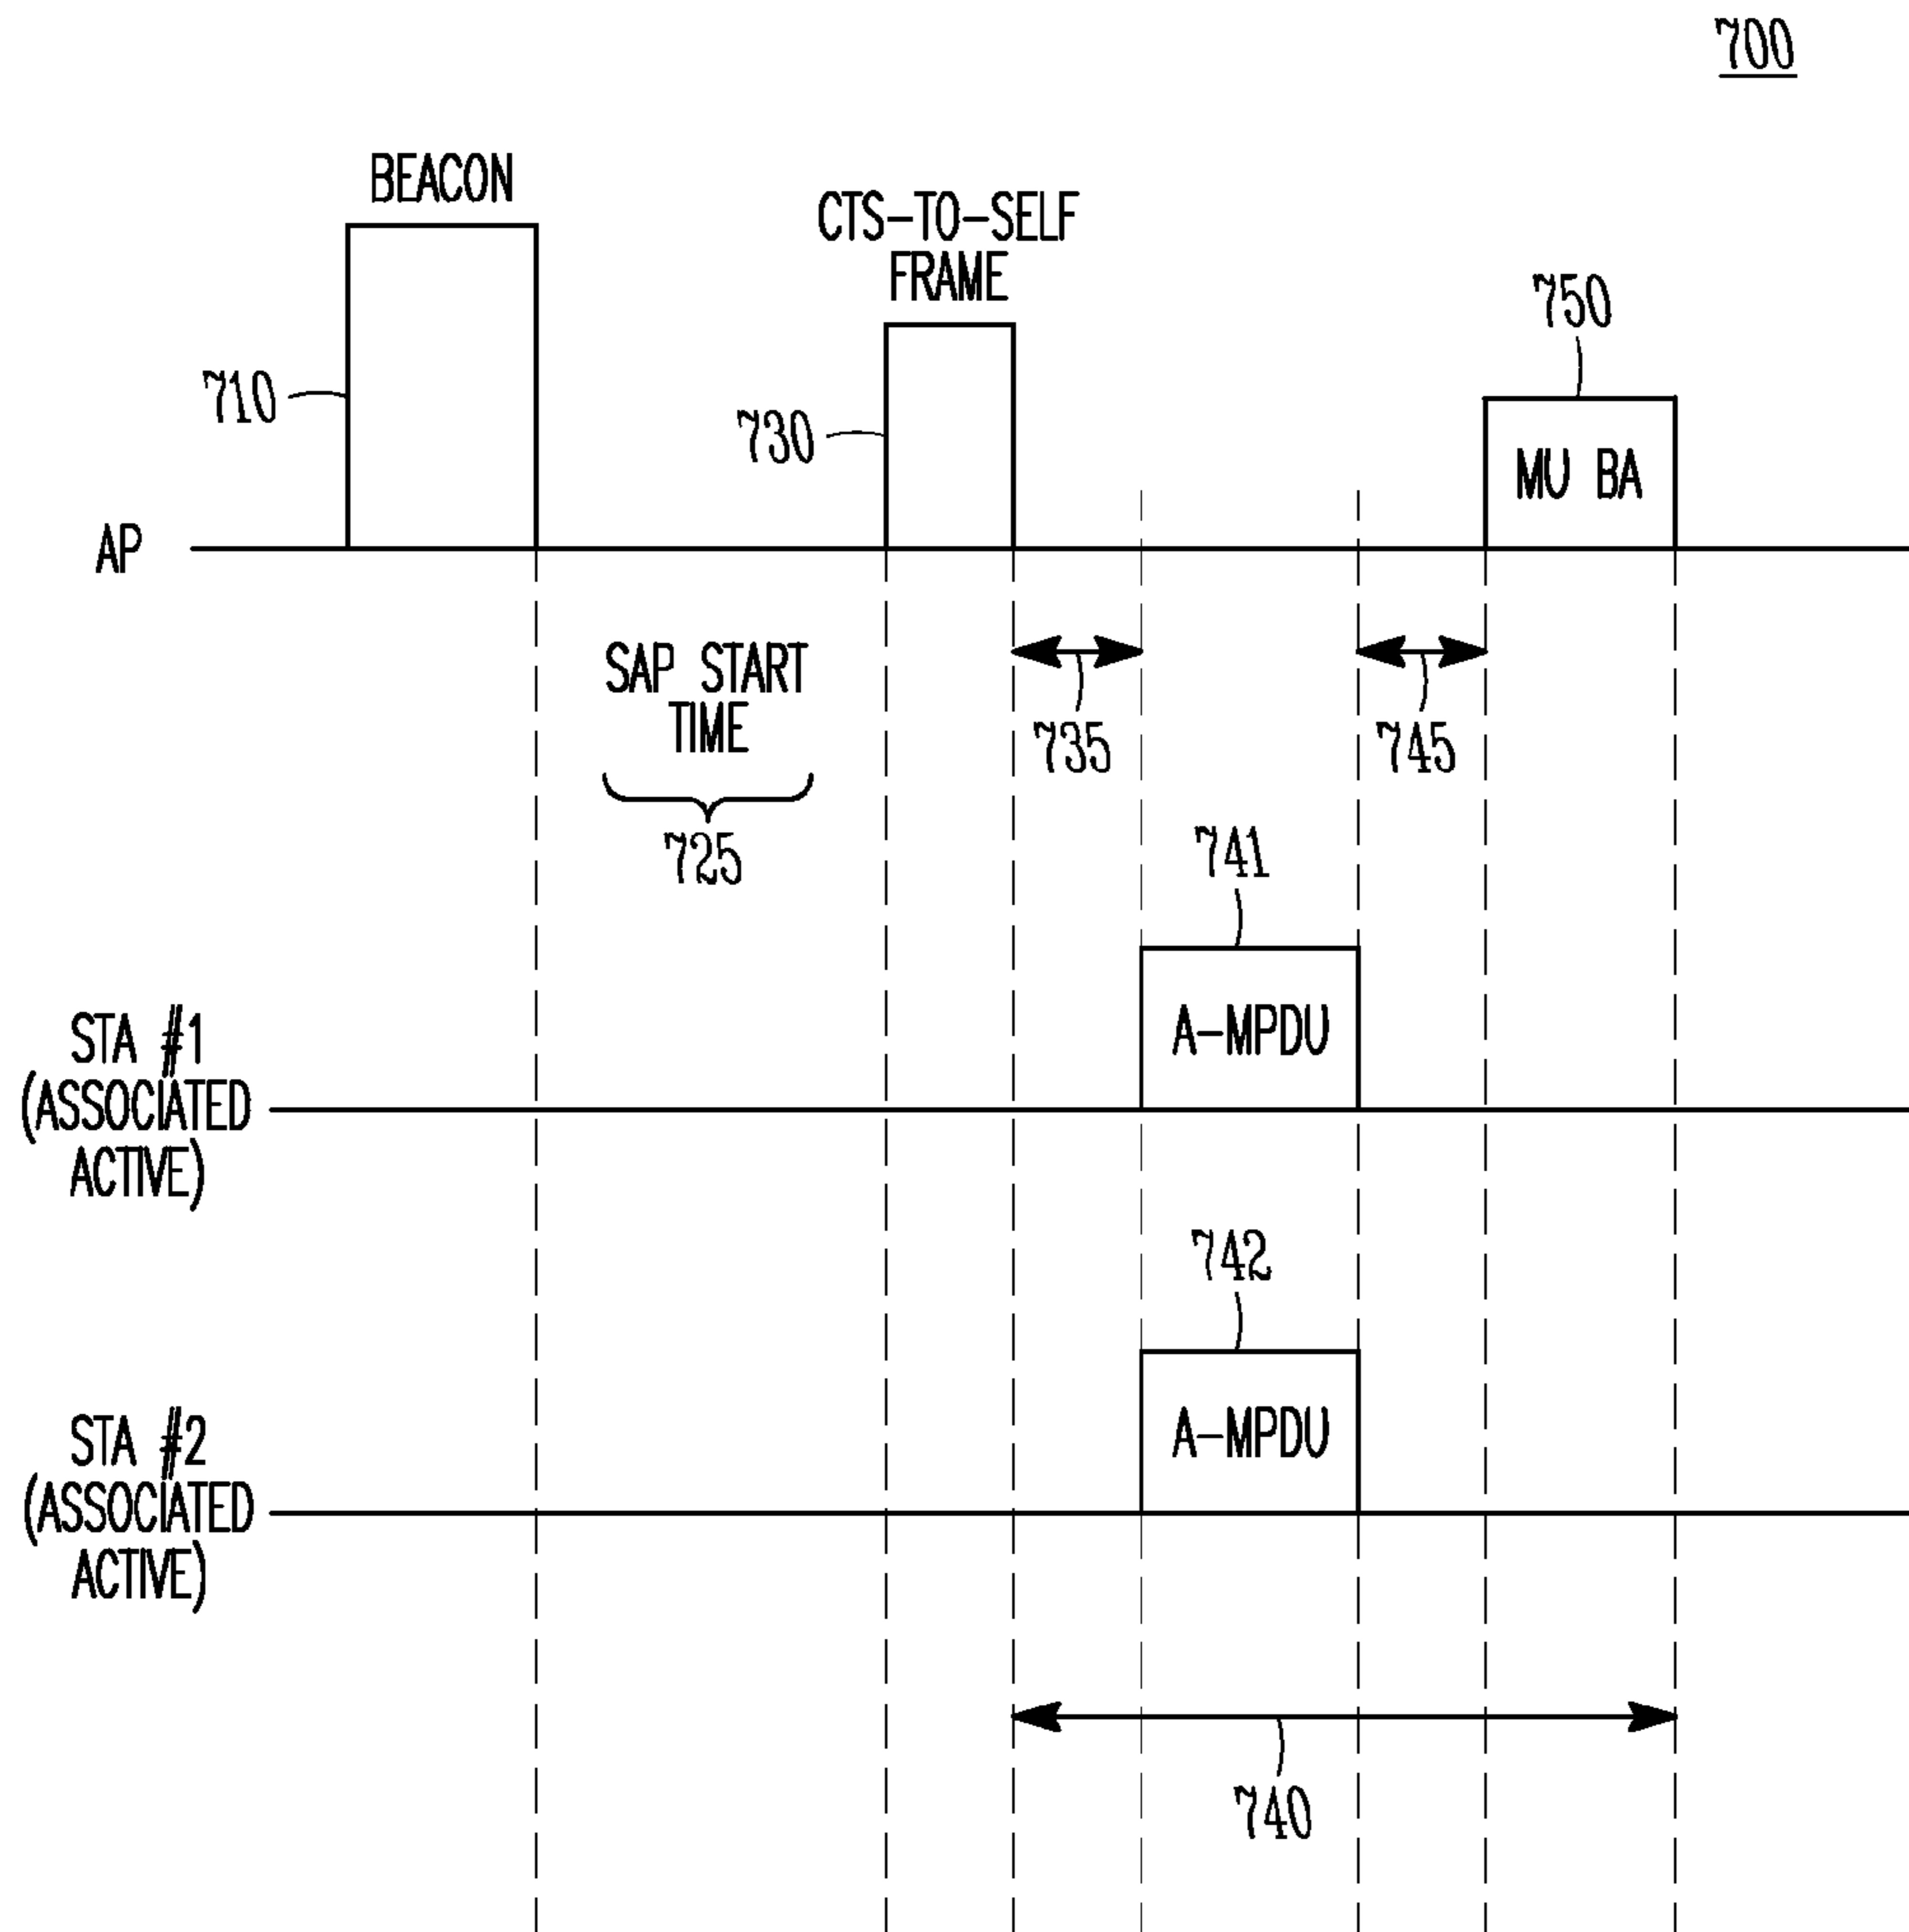 700
BEACON
CTS-TO-SELF
FRAME
750
710
730
MU BA
AP
SAP START
TIME
735
745
725
741
A-MPDU
STA #1
(ASSOCIATED
ACTIVE)
742
A-MPDU
STA #2
(ASSOCIATED
ACTIVE)
740